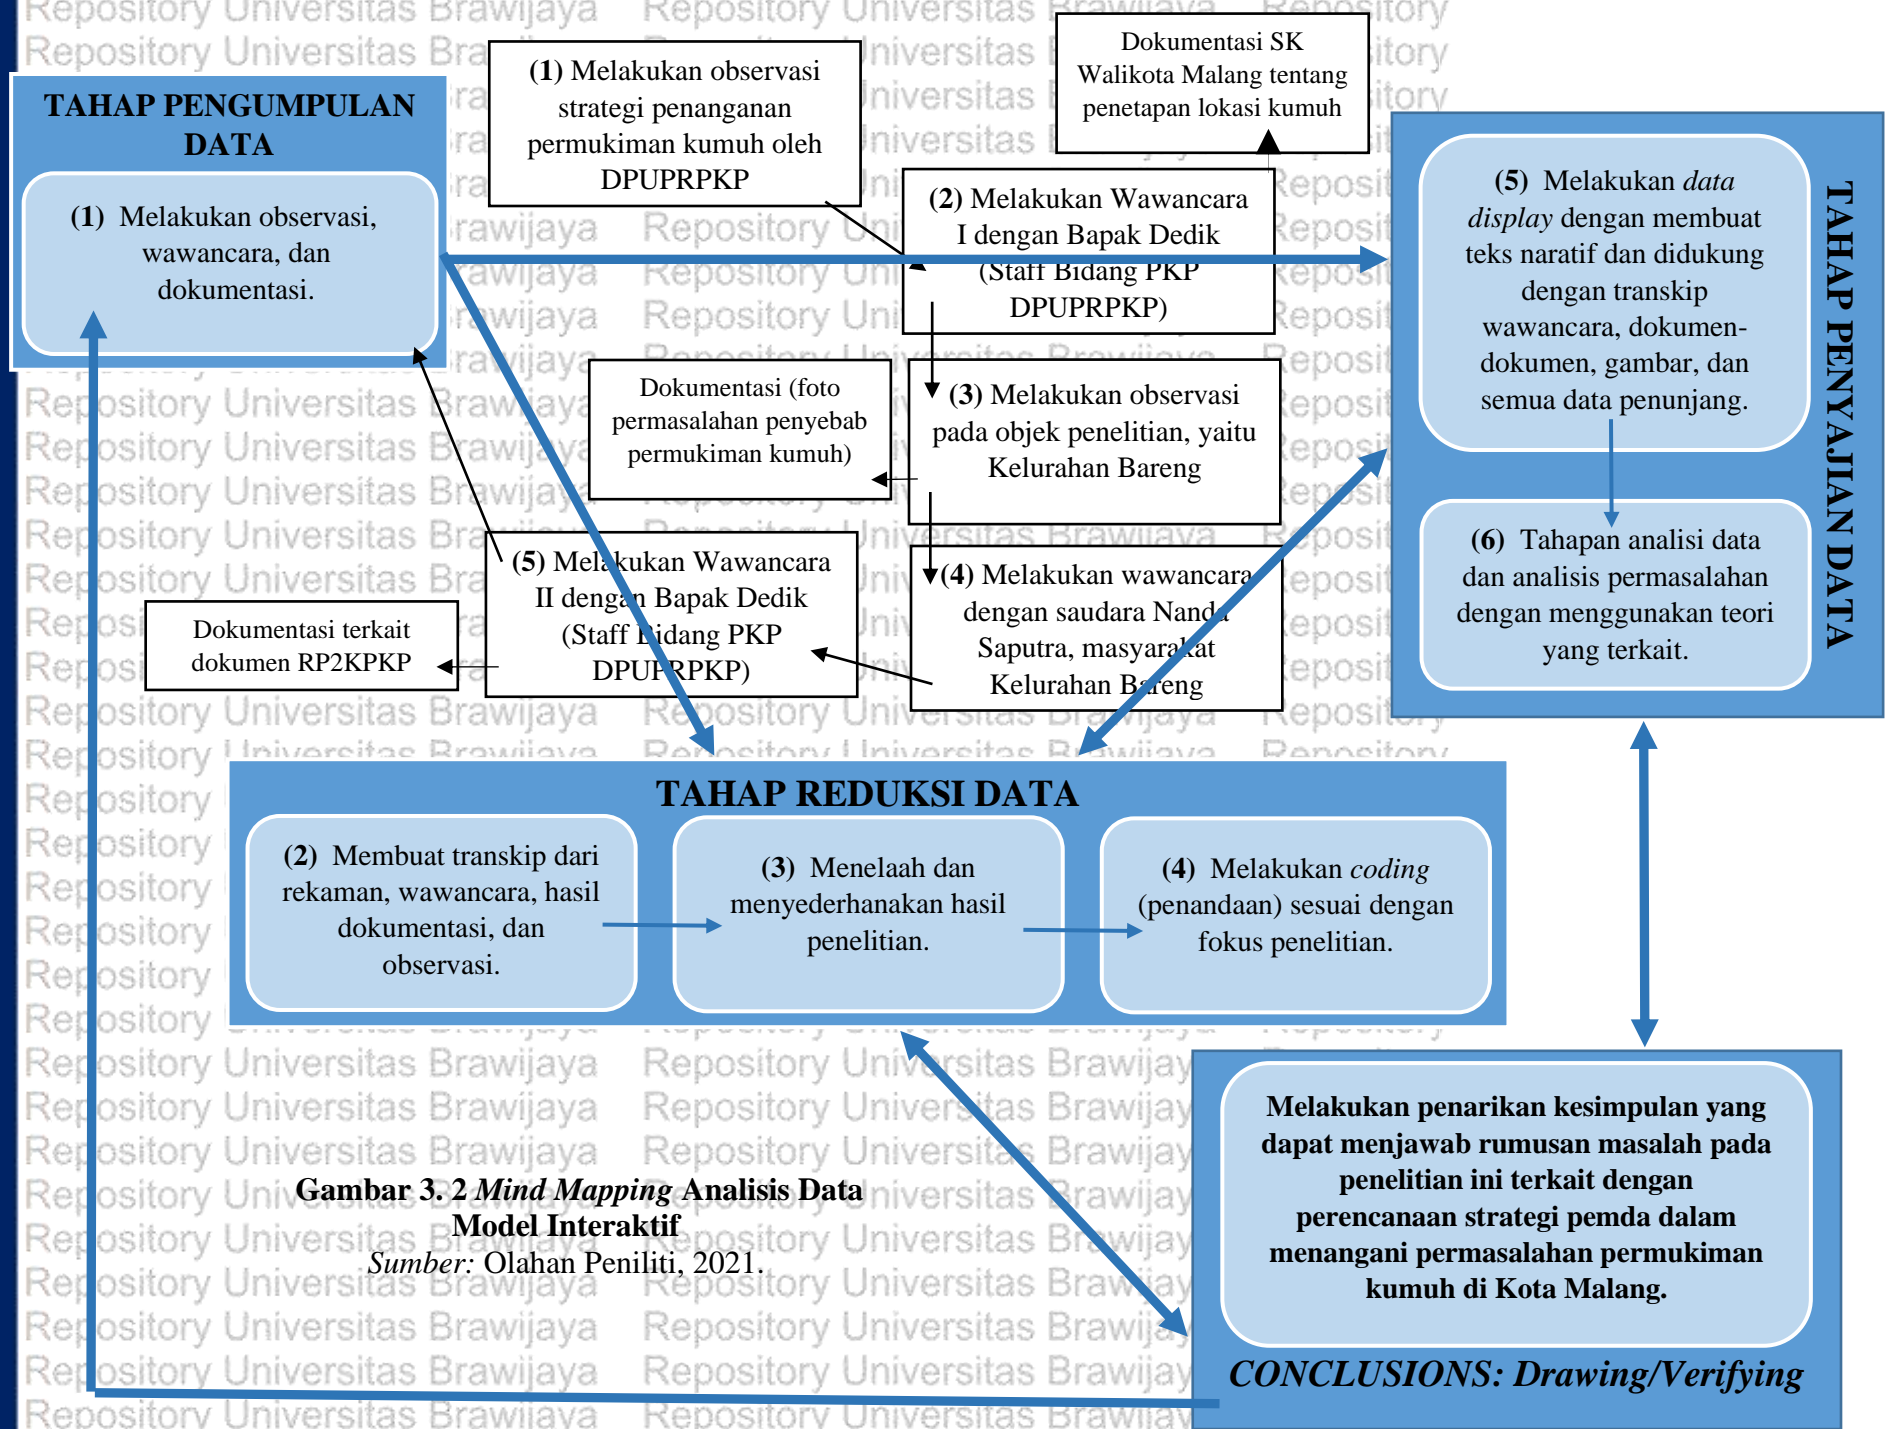 TAHAP PENGUMPULAN
DATA
(1) Melakukan observasi,
wawancara, dan
dokumentasi.
(1) Melakukan observasi
strategi penanganan
permukiman kumuh oleh
DPUPRPKP
Dokumentasi SK
Walikota Malang tentang
penetapan lokasi kumuh
(2) Melakukan Wawancara
I dengan Bapak Dedik
(Staff Bidang PKP
DPUPRPKP)
Dokumentasi (foto
permasalahan penyebab
permukiman kumuh)
(3) Melakukan observasi
pada objek penelitian, yaitu
Kelurahan Bareng
(4) Melakukan wawancara
dengan saudara Nanda
Saputra, masyarakat
Kelurahan Bareng
(5) Melakukan Wawancara
II dengan Bapak Dedik
(Staff Bidang PKP
DPUPRPKP)
Dokumentasi terkait
dokumen RP2KPKP
TAHAP PENYAJIAN DATA
(5) Melakukan data
display dengan membuat
teks naratif dan didukung
dengan transkip
wawancara, dokumen-
dokumen, gambar, dan
semua data penunjang.
(6) Tahapan analisi data
dan analisis permasalahan
dengan menggunakan teori
yang terkait.
TAHAP REDUKSI DATA
(2) Membuat transkip dari
rekaman, wawancara, hasil
dokumentasi, dan
observasi.
(3) Menelaah dan
menyederhanakan hasil
penelitian.
(4) Melakukan coding
(penandaan) sesuai dengan
fokus penelitian.
Melakukan penarikan kesimpulan yang
dapat menjawab rumusan masalah pada
penelitian ini terkait dengan
perencanaan strategi pemda dalam
menangani permasalahan permukiman
kumuh di Kota Malang.
CONCLUSIONS: Drawing/Verifying
Gambar 3. 2 Mind Mapping Analisis Data
Model Interaktif
Sumber: Olahan Peniliti, 2021.
Repository Universitas Brawijaya